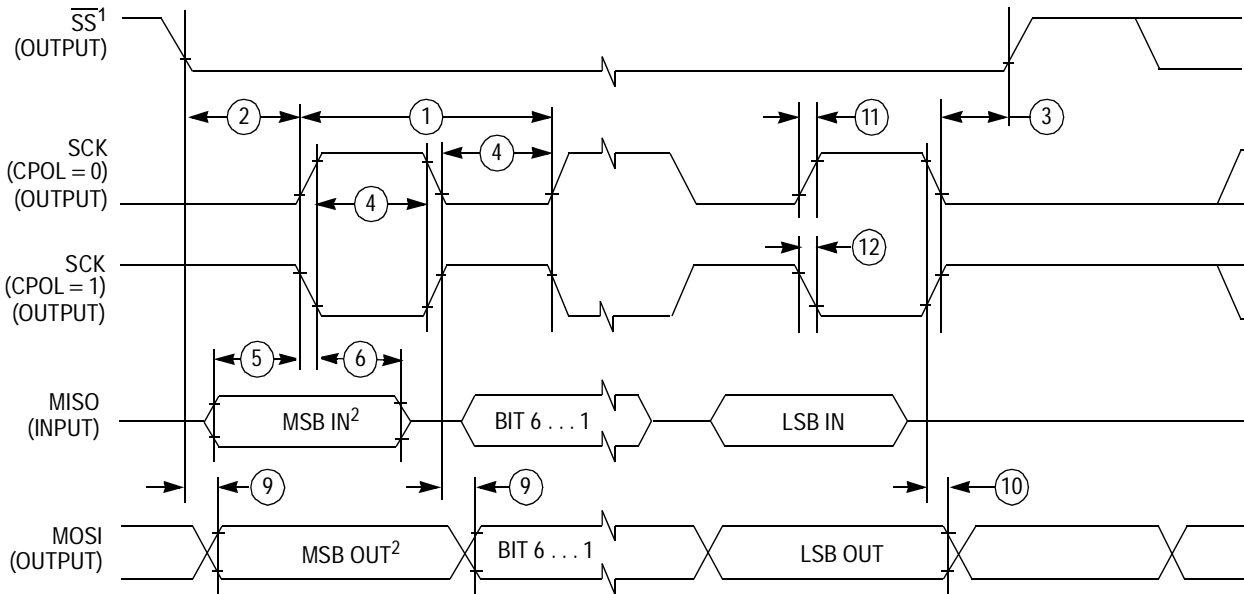 SS¹
(OUTPUT)
2
1
11
3
SCK
(CPOL = 0)
(OUTPUT)
4
4
SCK
(CPOL = 1)
(OUTPUT)
12
5
6
MISO
(INPUT)
MSB IN²
BIT 6 . . . 1
LSB IN
9
9
10
MOSI
(OUTPUT)
MSB OUT²
BIT 6 . . . 1
LSB OUT